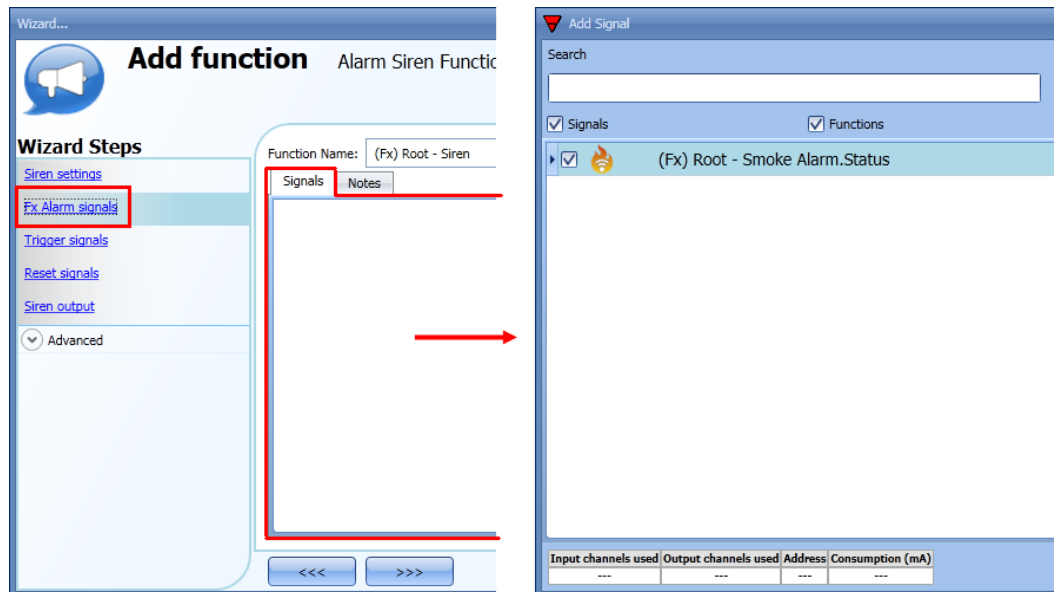 Wizard...
Add function Alarm Siren Functio
Wizard Steps
Siren settings
Fx Alarm signals
Trigger signals
Reset signals
Siren output
Advanced
Function Name: (Fx) Root - Siren
Signals Notes
<<< >>>
Add Signal
Search
Signals Functions
(Fx) Root - Smoke Alarm.Status
Input channels used Output channels used Address Consumption (mA)
--- --- --- ---